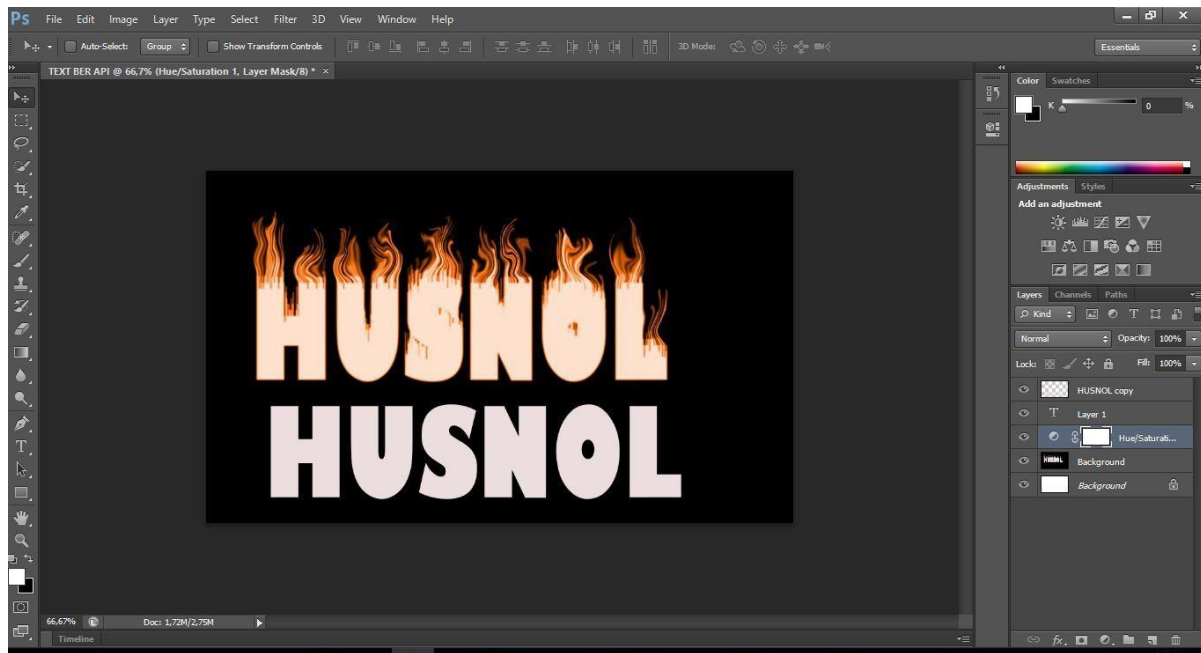 Ps File Edit Image Layer Type Select Filter 3D View Window Help
Auto-Select: Group Show Transform Controls 3D Mode: Essentials
TEXT BER API @ 66,7% (Hue/Saturation 1, Layer Mask/8) * ×
Color Swatches
K 0 %
Adjustments Styles
Add an adjustment
Layers Channels Paths
Kind
Normal Opacity: 100%
Lock: Fill: 100%
HUSNOL copy
T Layer 1
Hue/Saturati...
Background
Background
HUSNOL
HUSNOL
66,67% Doc: 1,72M/2,75M
Timeline